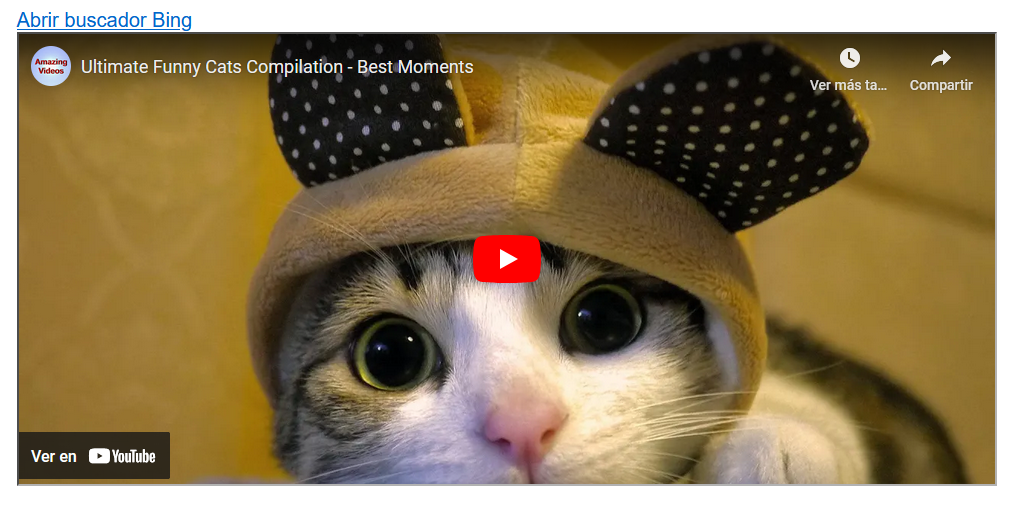 Abrir buscador Bing
Amazing
Videos
Ultimate Funny Cats Compilation - Best Moments
Ver más ta...
Compartir
Ver en YouTube